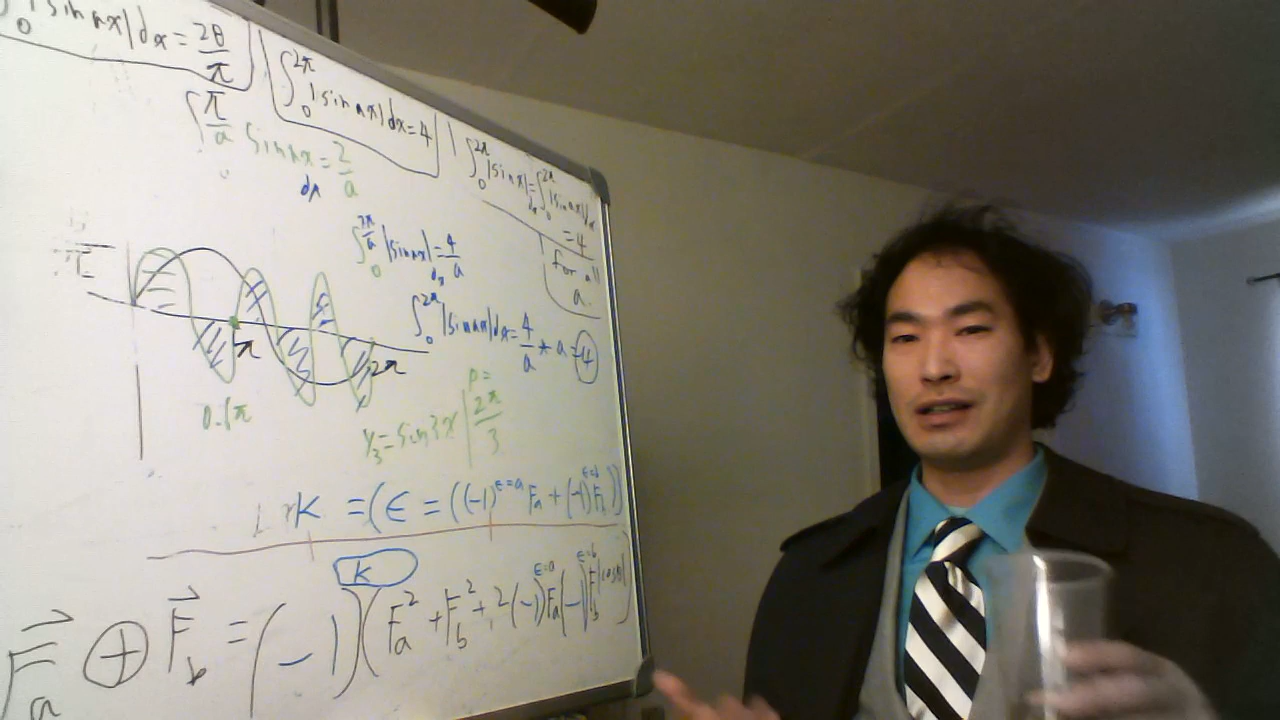 ∫₀ |sin ax| dx = 2θ/π
∫₀^2π |sin ax| dx = 4
∫^π/a sin ax dx = 2/a
∫₀^2π |sin x| dx = ∫₀^2π |sin ax| dx
= 4
for all
a.
∫₀^2π/a |sin ax| dx = 4/a
∫₀^2π |sin ax| dx = 4/a * a = 4
π
2π
p =
2π/3
y₃ = sin 3x
K = (ϵ = ((-1)^ϵ=a Fa + (-1)^ϵ=b Fb))
K
Fa ⊕ Fb = (-1) (Fa² + Fb² + 2(-1)^ϵ=a Fa (-1)^ϵ=b Fb |cosθ|)